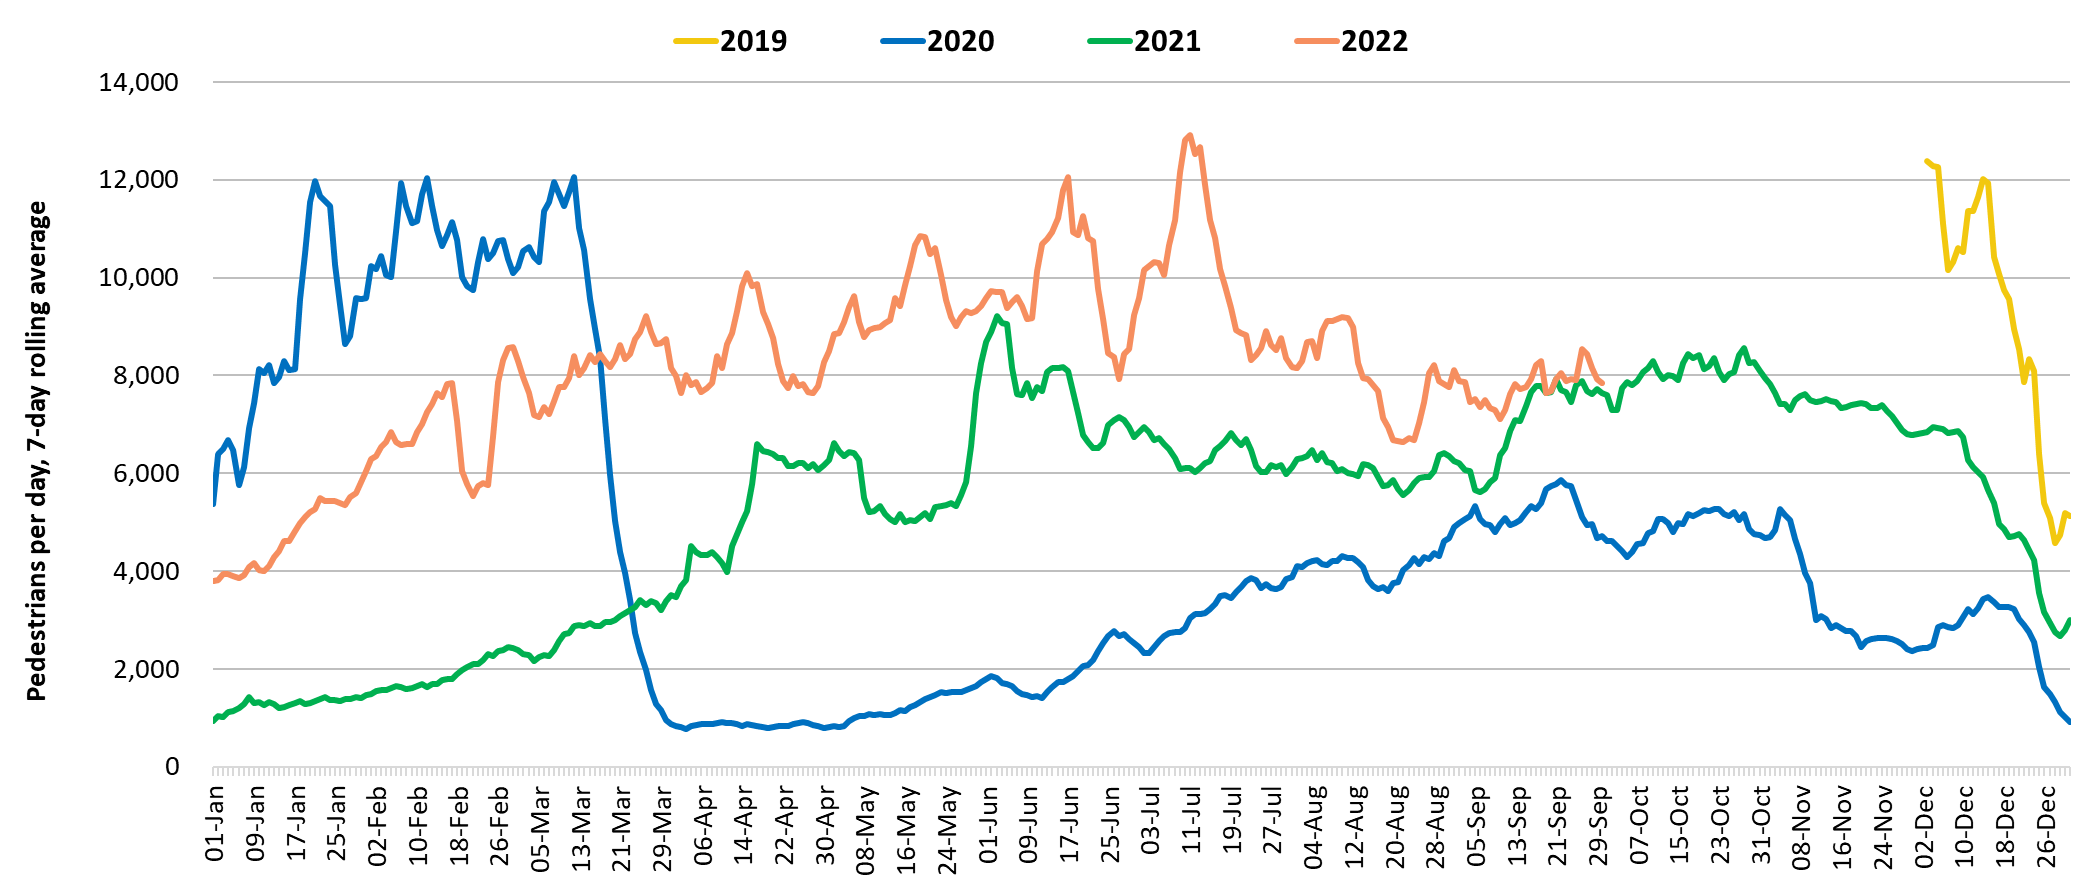 2019 2020 2021 2022
Pedestrians per day, 7-day rolling average
14,000
12,000
10,000
8,000
6,000
4,000
2,000
0
01-Jan 09-Jan 17-Jan 25-Jan 02-Feb 10-Feb 18-Feb 26-Feb 05-Mar 13-Mar 21-Mar 29-Mar 06-Apr 14-Apr 22-Apr 30-Apr 08-May 16-May 24-May 01-Jun 09-Jun 17-Jun 25-Jun 03-Jul 11-Jul 19-Jul 27-Jul 04-Aug 12-Aug 20-Aug 28-Aug 05-Sep 13-Sep 21-Sep 29-Sep 07-Oct 15-Oct 23-Oct 31-Oct 08-Nov 16-Nov 24-Nov 02-Dec 10-Dec 18-Dec 26-Dec